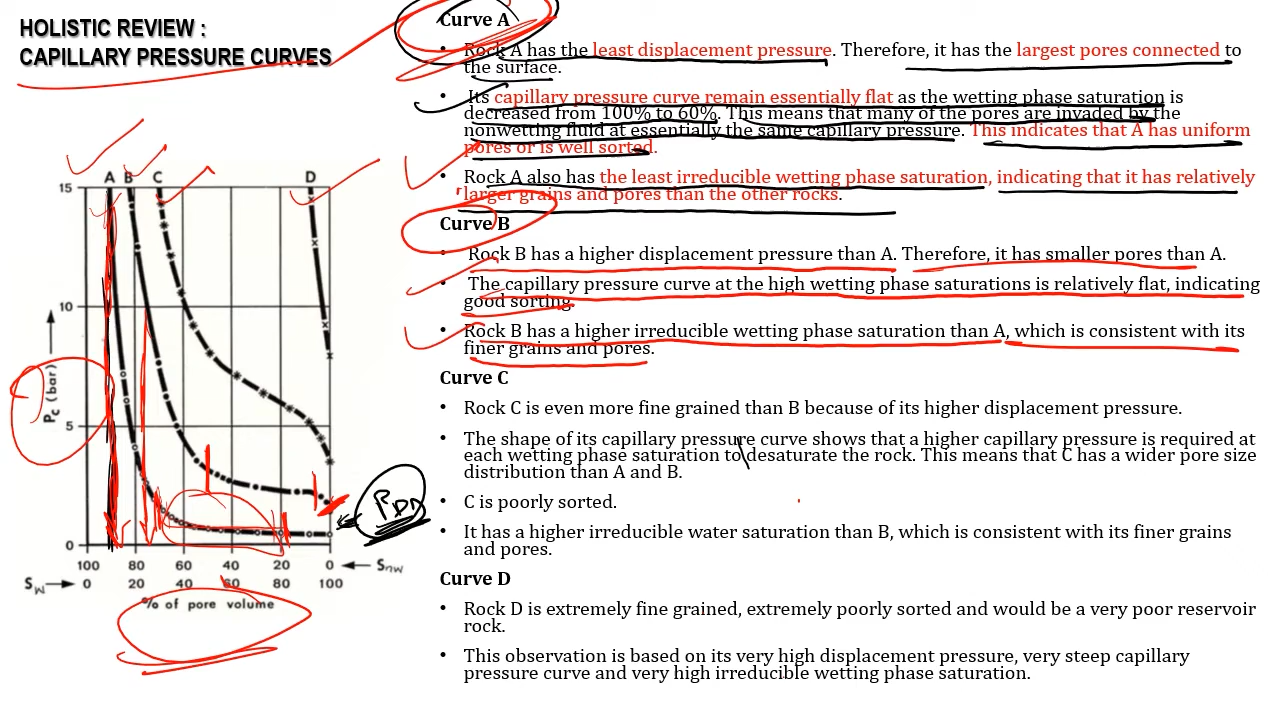 HOLISTIC REVIEW :
CAPILLARY PRESSURE CURVES
A B C D
15
10
5
0
Pc (bar)
100 80 60 40 20 0 Snw
Sw 0 20 40 60 80 100
% of pore volume
Curve A
• Rock A has the least displacement pressure. Therefore, it has the largest pores connected to
the surface.
• Its capillary pressure curve remain essentially flat as the wetting phase saturation is
decreased from 100% to 60%. This means that many of the pores are invaded by the
nonwetting fluid at essentially the same capillary pressure. This indicates that A has uniform
pores or is well sorted.
• Rock A also has the least irreducible wetting phase saturation, indicating that it has relatively
larger grains and pores than the other rocks.
Curve B
• Rock B has a higher displacement pressure than A. Therefore, it has smaller pores than A.
• The capillary pressure curve at the high wetting phase saturations is relatively flat, indicating
good sorting.
• Rock B has a higher irreducible wetting phase saturation than A, which is consistent with its
finer grains and pores.
Curve C
• Rock C is even more fine grained than B because of its higher displacement pressure.
• The shape of its capillary pressure curve shows that a higher capillary pressure is required at
each wetting phase saturation to desaturate the rock. This means that C has a wider pore size
distribution than A and B.
• C is poorly sorted.
• It has a higher irreducible water saturation than B, which is consistent with its finer grains
and pores.
Curve D
• Rock D is extremely fine grained, extremely poorly sorted and would be a very poor reservoir
rock.
• This observation is based on its very high displacement pressure, very steep capillary
pressure curve and very high irreducible wetting phase saturation.